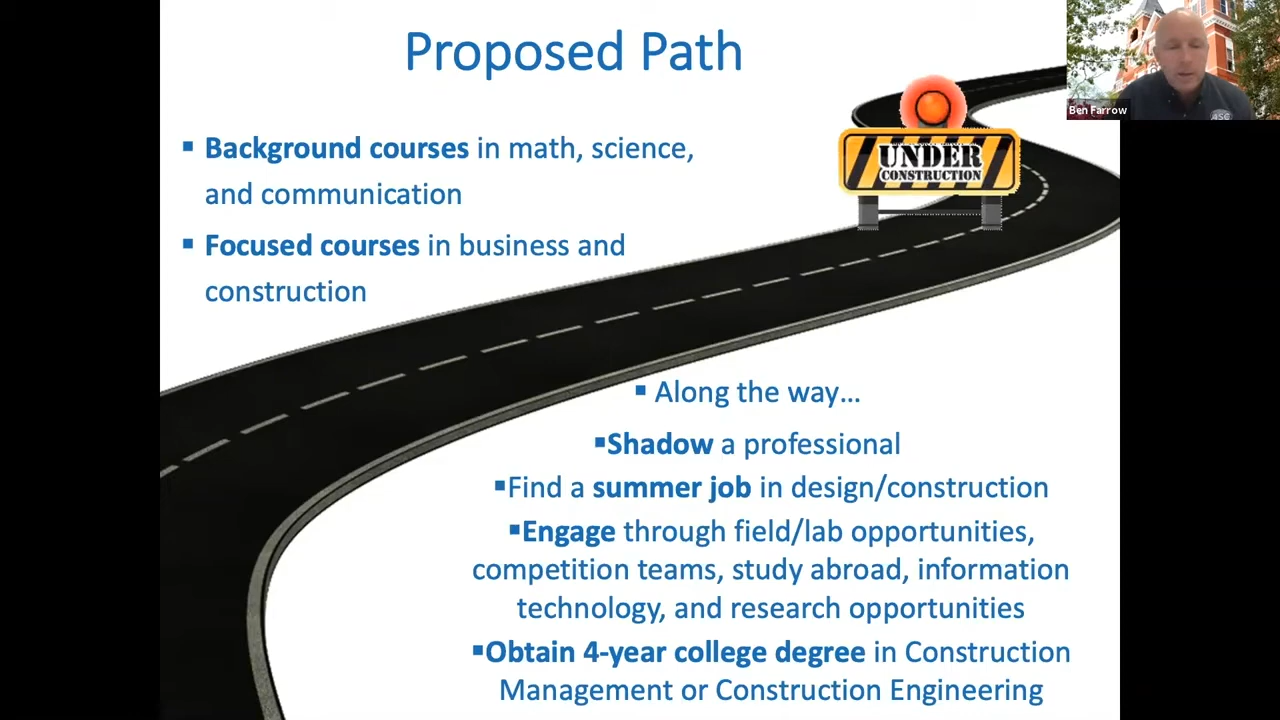 Proposed Path
Ben Farrow
▪ Background courses in math, science,
and communication
▪ Focused courses in business and
construction
UNDER
CONSTRUCTION
▪ Along the way…
▪Shadow a professional
▪Find a summer job in design/construction
▪Engage through field/lab opportunities,
competition teams, study abroad, information
technology, and research opportunities
▪Obtain 4-year college degree in Construction
Management or Construction Engineering